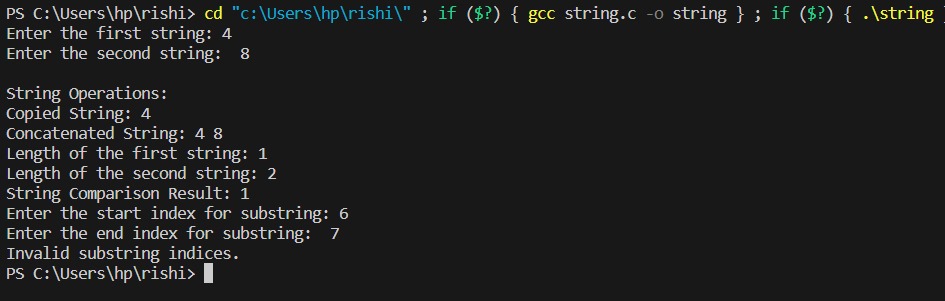 PS C:\Users\hp\rishi> cd "c:\Users\hp\rishi\" ; if ($?) { gcc string.c -o string } ; if ($?) { .\string }
Enter the first string: 4
Enter the second string:  8
String Operations:
Copied String: 4
Concatenated String: 4 8
Length of the first string: 1
Length of the second string: 2
String Comparison Result: 1
Enter the start index for substring: 6
Enter the end index for substring:  7
Invalid substring indices.
PS C:\Users\hp\rishi>